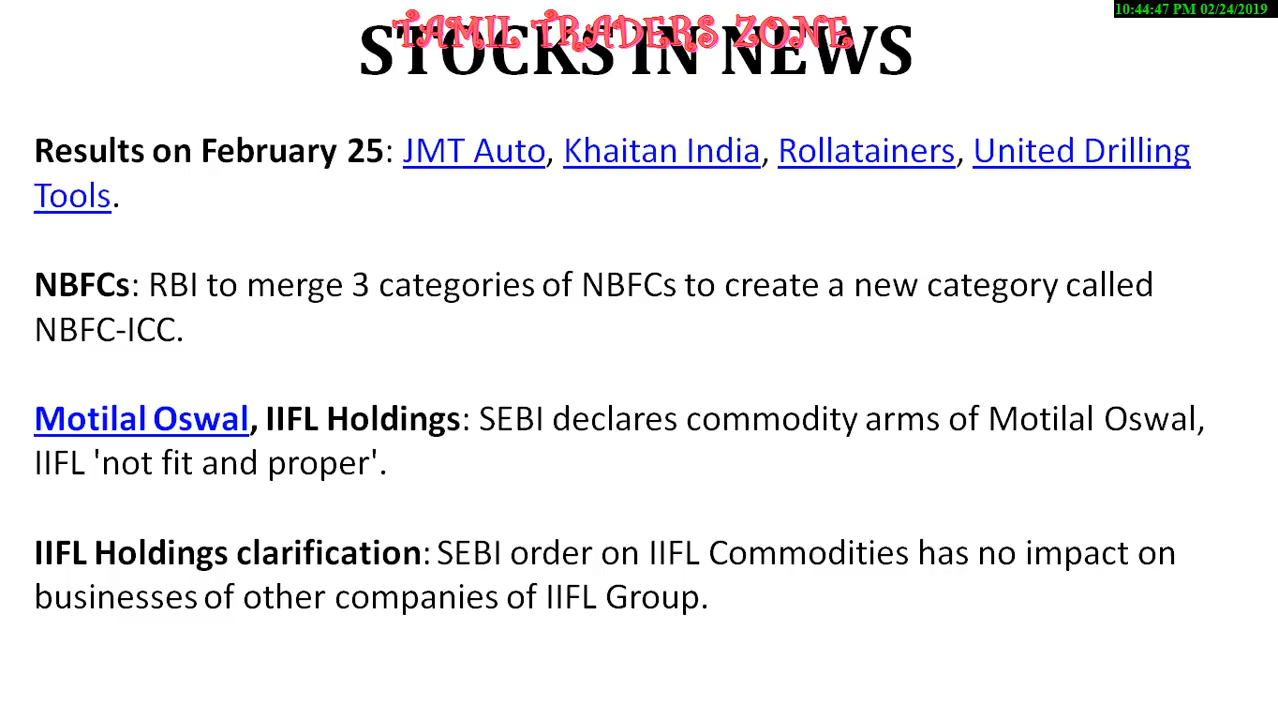 10:44:47 PM 02/24/2019
TAMIL TRADERS ZONE
STOCKS IN NEWS
Results on February 25: JMT Auto, Khaitan India, Rollatainers, United Drilling
Tools.
NBFCs: RBI to merge 3 categories of NBFCs to create a new category called
NBFC-ICC.
Motilal Oswal, IIFL Holdings: SEBI declares commodity arms of Motilal Oswal,
IIFL 'not fit and proper'.
IIFL Holdings clarification: SEBI order on IIFL Commodities has no impact on
businesses of other companies of IIFL Group.